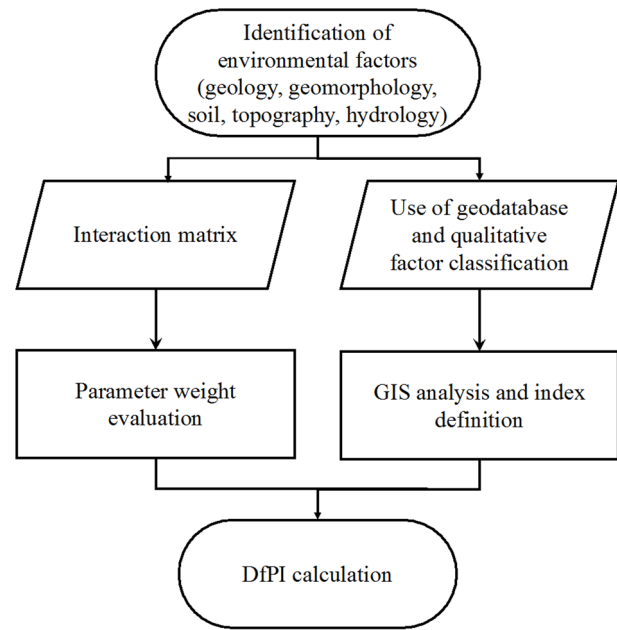 Identification of
environmental factors
(geology, geomorphology,
soil, topography, hydrology)
Interaction matrix
Use of geodatabase
and qualitative
factor classification
Parameter weight
evaluation
GIS analysis and index
definition
DfPI calculation